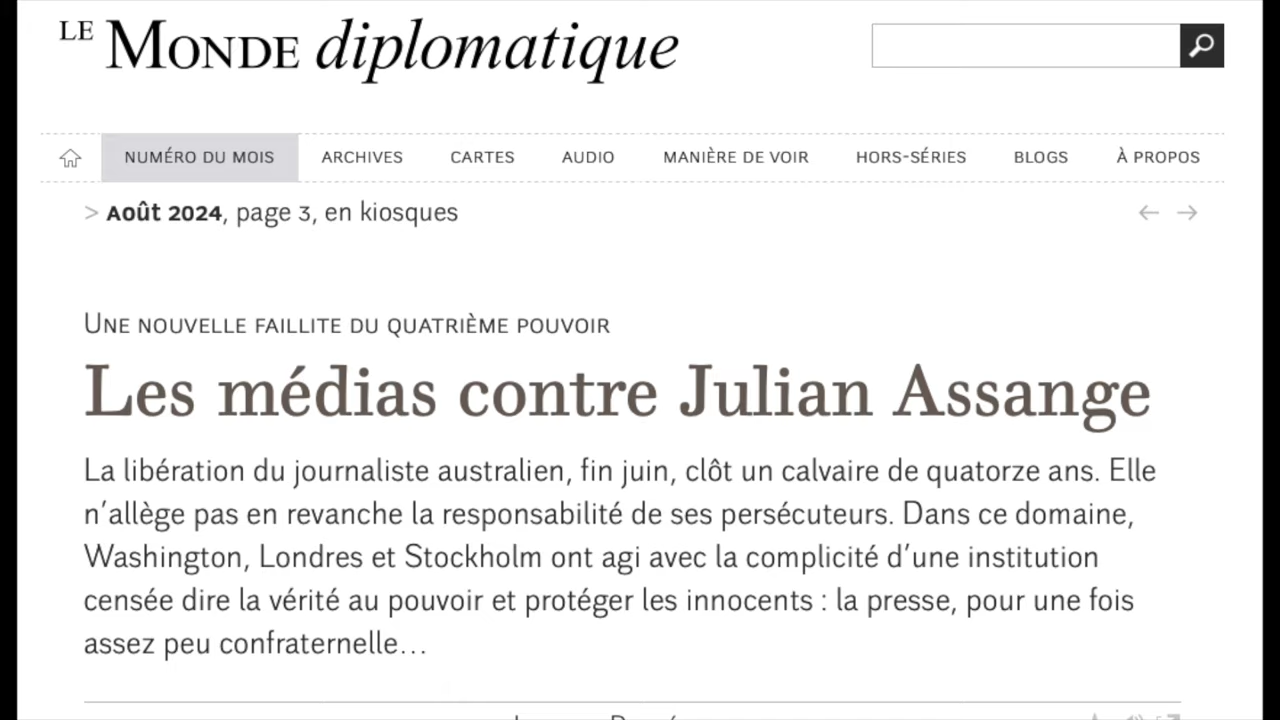 LE MONDE diplomatique
NUMÉRO DU MOIS ARCHIVES CARTES AUDIO MANIÈRE DE VOIR HORS-SÉRIES BLOGS À PROPOS
> Août 2024, page 3, en kiosques
Une nouvelle faillite du quatrième pouvoir
Les médias contre Julian Assange
La libération du journaliste australien, fin juin, clôt un calvaire de quatorze ans. Elle
n’allège pas en revanche la responsabilité de ses persécuteurs. Dans ce domaine,
Washington, Londres et Stockholm ont agi avec la complicité d’une institution
censée dire la vérité au pouvoir et protéger les innocents : la presse, pour une fois
assez peu confraternelle…